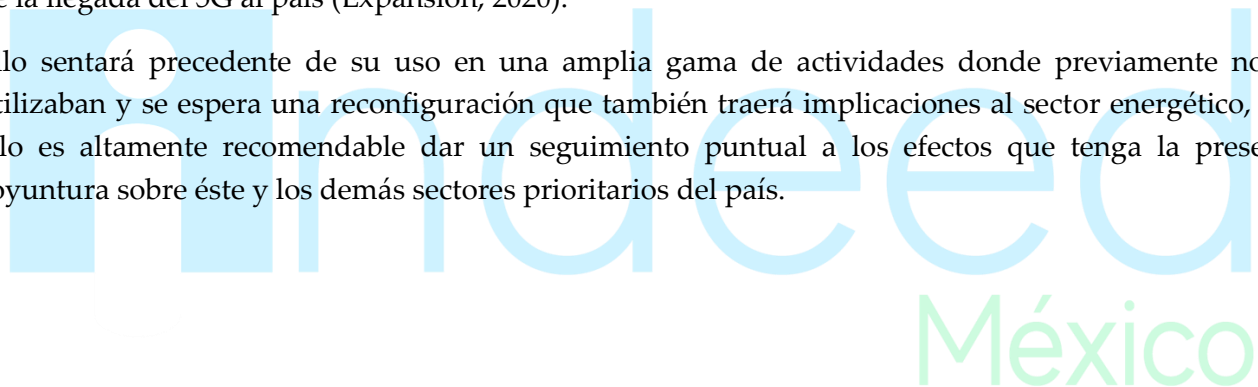 e la llegada del 5G al país (Expansión, 2020).
llo sentará precedente de su uso en una amplia gama de actividades donde previamente no
tilizaban y se espera una reconfiguración que también traerá implicaciones al sector energético,
lo es altamente recomendable dar un seguimiento puntual a los efectos que tenga la prese
oyuntura sobre éste y los demás sectores prioritarios del país.
indeed
México